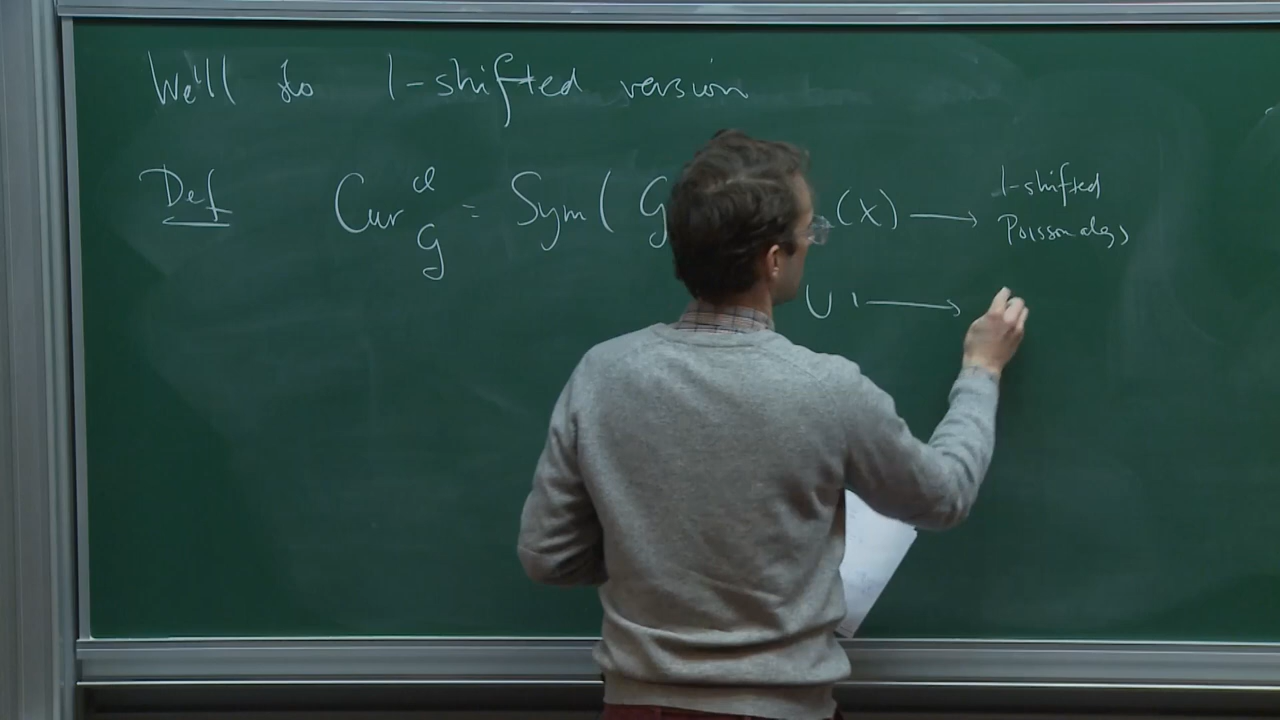 We'll do 1-shifted version
Def Cur^cl_G = Sym( G (X) ⟶ 1-shifted
Poisson algs
U ⟼